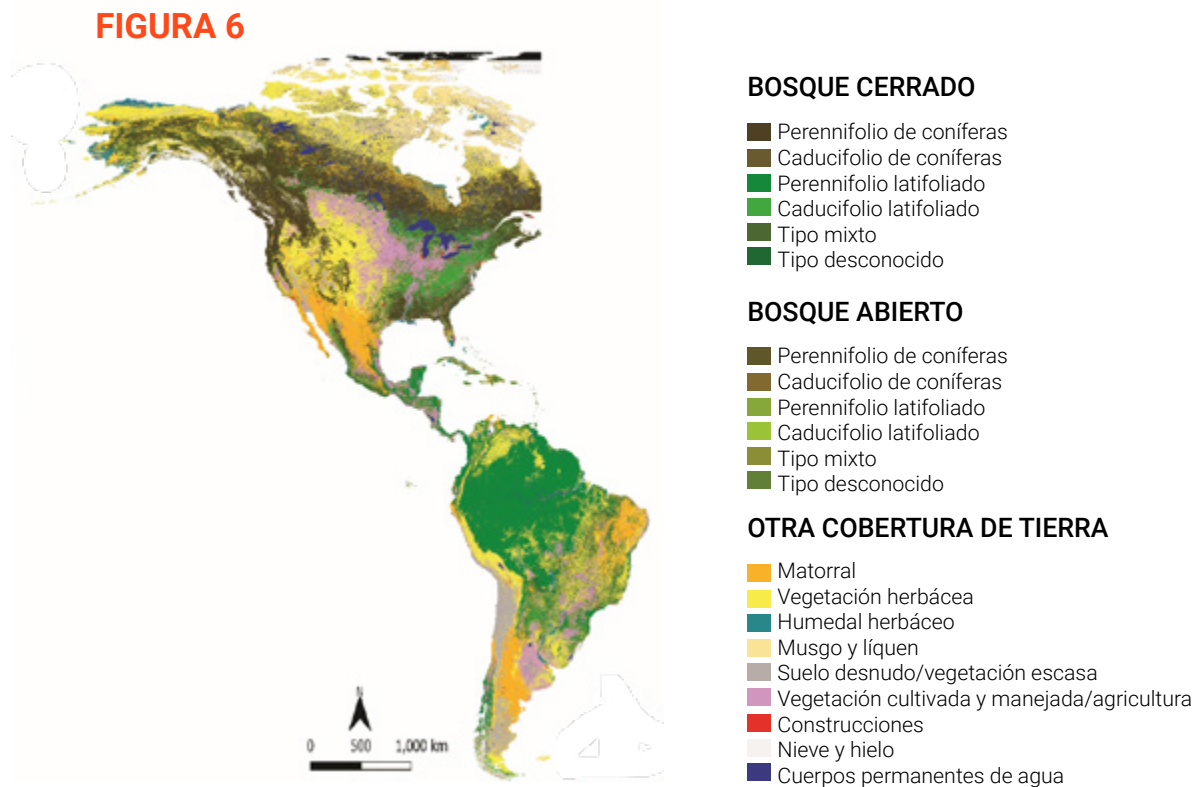 FIGURA 6
N
0 500 1,000 km
BOSQUE CERRADO
Perennifolio de coníferas
Caducifolio de coníferas
Perennifolio latifoliado
Caducifolio latifoliado
Tipo mixto
Tipo desconocido
BOSQUE ABIERTO
Perennifolio de coníferas
Caducifolio de coníferas
Perennifolio latifoliado
Caducifolio latifoliado
Tipo mixto
Tipo desconocido
OTRA COBERTURA DE TIERRA
Matorral
Vegetación herbácea
Humedal herbáceo
Musgo y líquen
Suelo desnudo/vegetación escasa
Vegetación cultivada y manejada/agricultura
Construcciones
Nieve y hielo
Cuerpos permanentes de agua